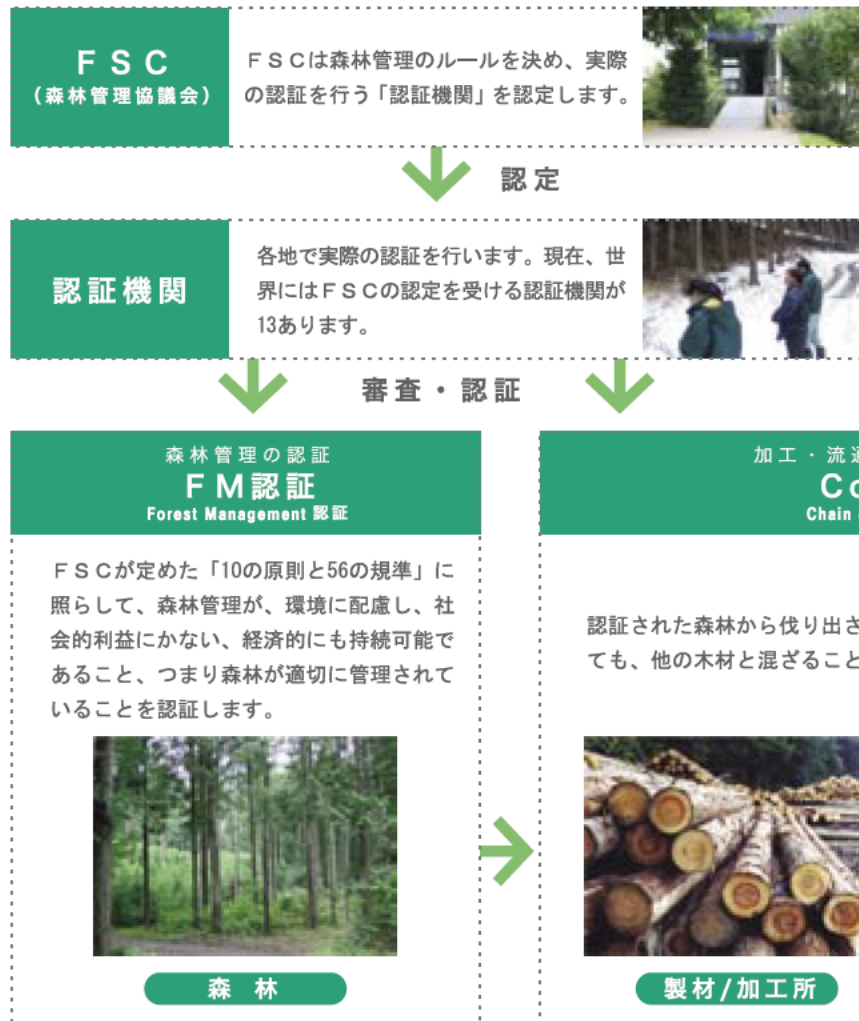 ＦＳＣ
（森林管理協議会）
ＦＳＣは森林管理のルールを決め、実際
の認証を行う「認証機関」を認定します。
認定
認証機関
各地で実際の認証を行います。現在、世
界にはＦＳＣの認定を受ける認証機関が
13あります。
審査・認証
森林管理の認証
ＦＭ認証
Forest Management 認証
ＦＳＣが定めた「10の原則と56の規準」に
照らして、森林管理が、環境に配慮し、社
会的利益にかない、経済的にも持続可能で
あること、つまり森林が適切に管理されて
いることを認証します。
森林
加工・流通
Co
Chain
認証された森林から伐り出さ
ても、他の木材と混ざること
製材/加工所